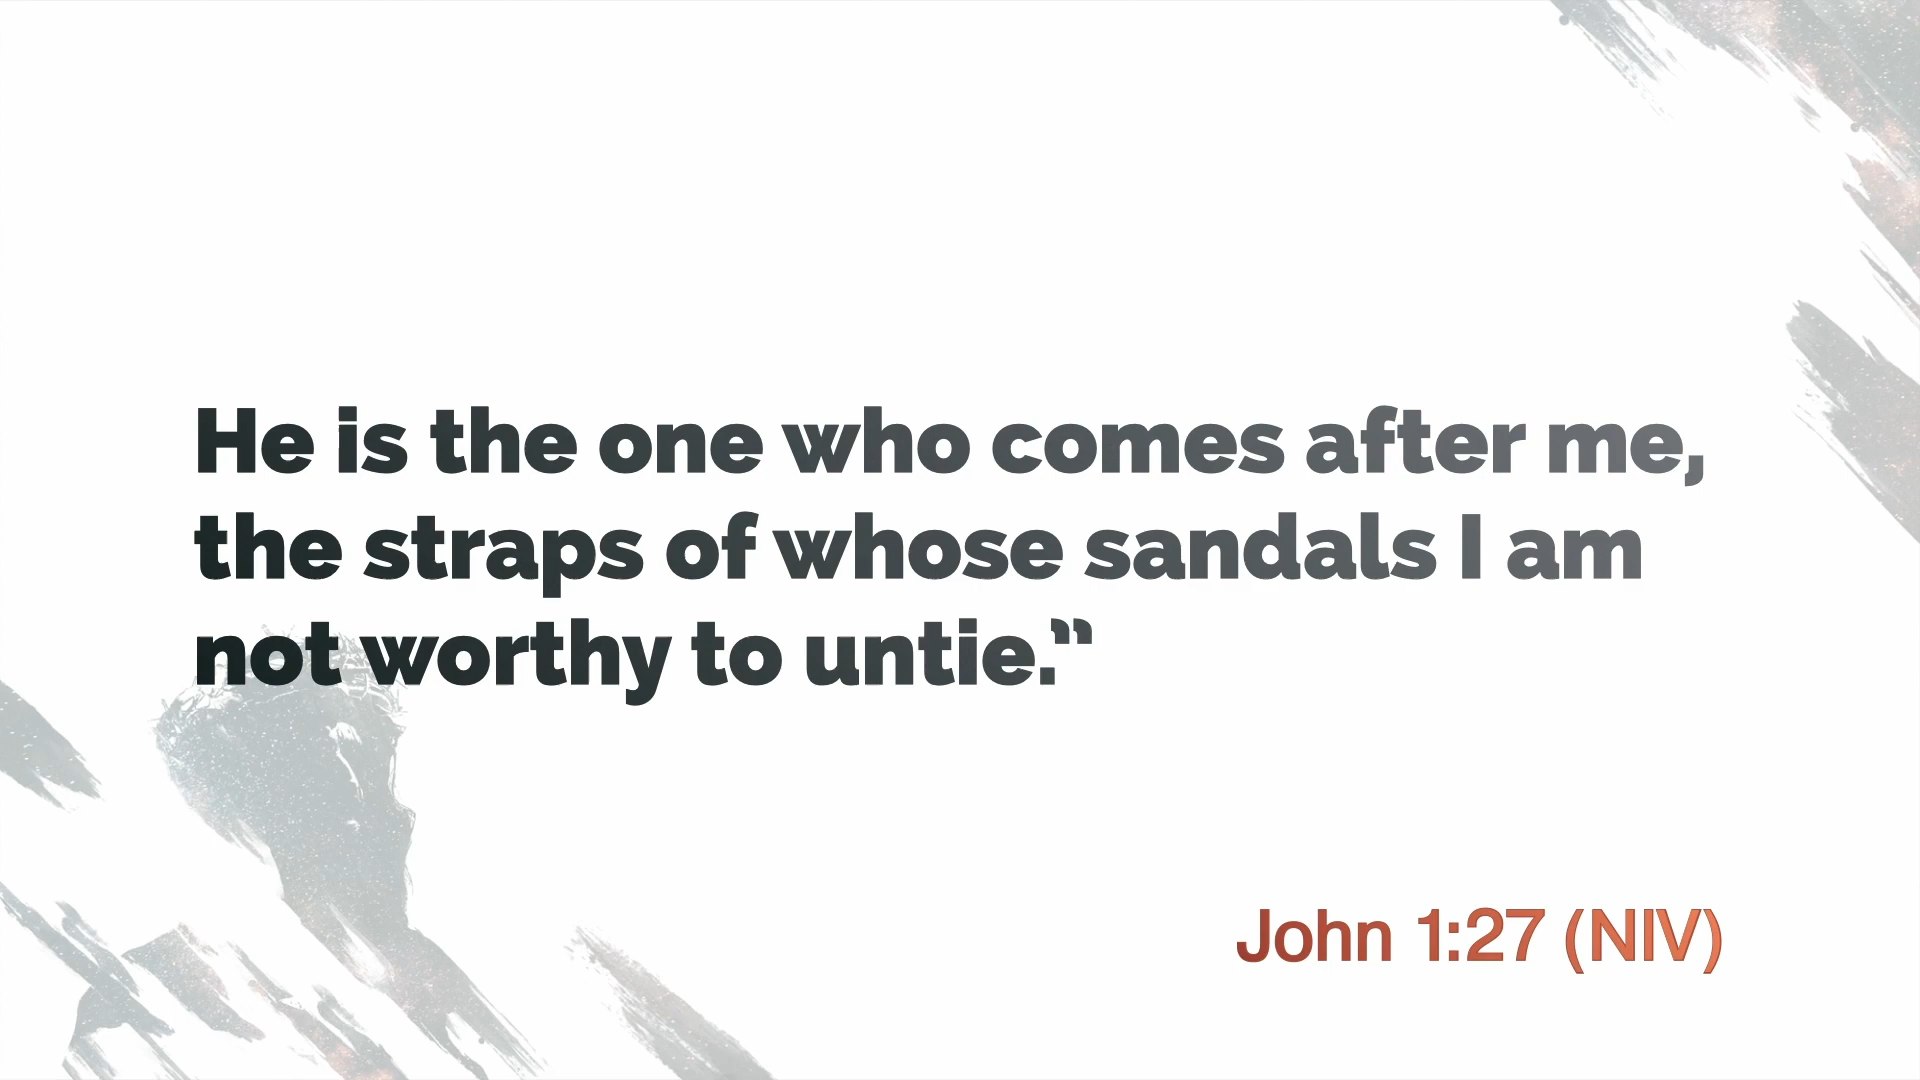 He is the one who comes after me,
the straps of whose sandals I am
not worthy to untie.”
John 1:27 (NIV)